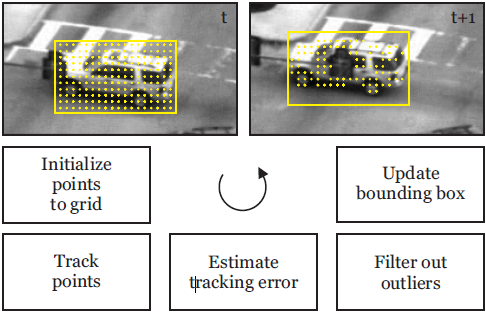 t
t+1
Initialize
points
to grid
Update
bounding box
Track
points
Estimate
tracking error
Filter out
outliers